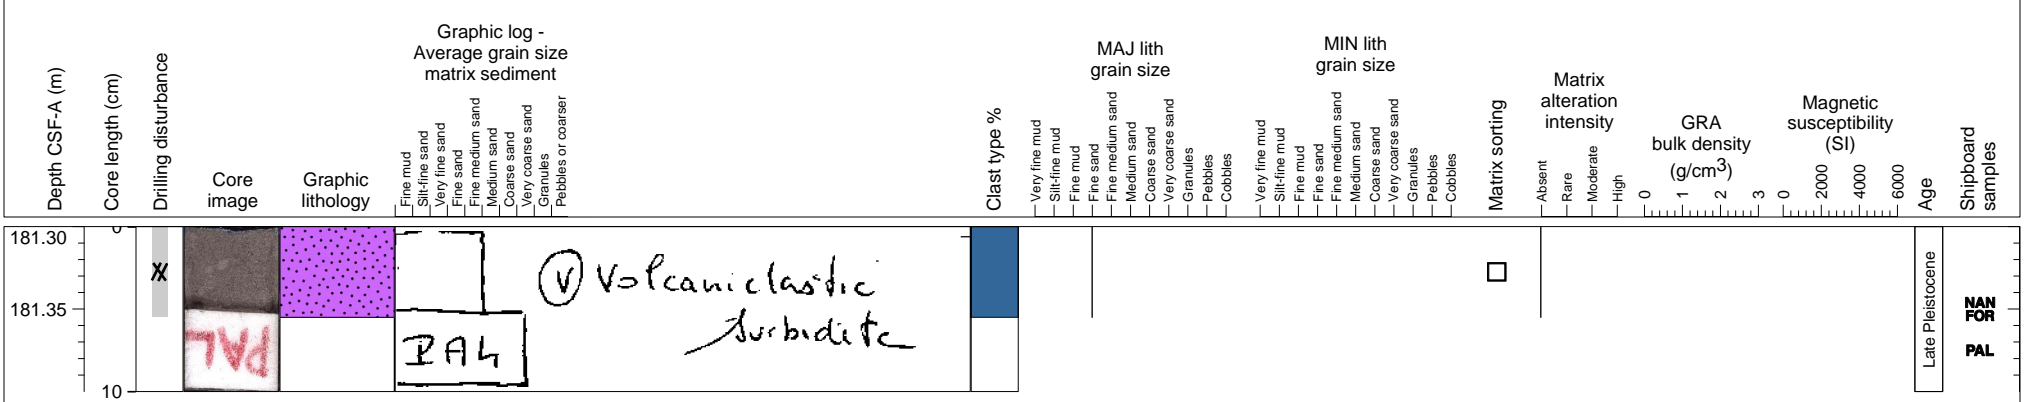 Depth CSF-A (m)
Core length (cm)
Drilling disturbance
Core
image
Graphic
lithology
Graphic log -
Average grain size
matrix sediment
Fine mud
Silt-fine sand
Very fine sand
Fine sand
Fine medium sand
Medium sand
Coarse sand
Very coarse sand
Granules
Pebbles or coarser
Clast type %
MAJ lith
grain size
Very fine mud
Silt-fine mud
Fine mud
Fine sand
Fine medium sand
Medium sand
Coarse sand
Very coarse sand
Granules
Pebbles
Cobbles
MIN lith
grain size
Very fine mud
Silt-fine mud
Fine mud
Fine sand
Fine medium sand
Medium sand
Coarse sand
Very coarse sand
Granules
Pebbles
Cobbles
Matrix sorting
Matrix
alteration
intensity
Absent
Rare
Moderate
High
GRA
bulk density
(g/cm3)
0 1 2 3
Magnetic
susceptibility
(SI)
0 2000 4000 6000
Age
Shipboard
samples
181.30
181.35
0
10
X
PAL
PAL
V Volcaniclastic
turbidite
Late Pleistocene
NAN
FOR
PAL